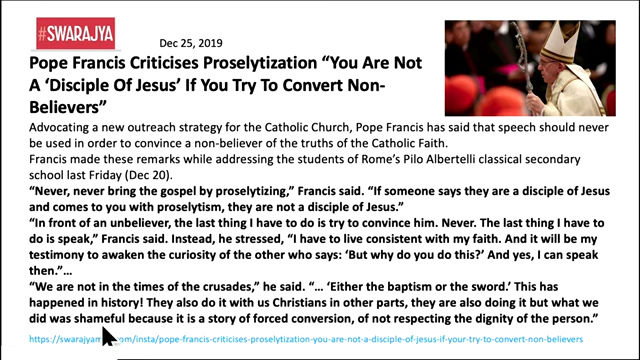 #SWARAJYA
Dec 25, 2019
Pope Francis Criticises Proselytization “You Are Not
A ‘Disciple Of Jesus’ If You Try To Convert Non-
Believers”
Advocating a new outreach strategy for the Catholic Church, Pope Francis has said that speech should never
be used in order to convince a non-believer of the truths of the Catholic Faith.
Francis made these remarks while addressing the students of Rome’s Pilo Albertelli classical secondary
school last Friday (Dec 20).
“Never, never bring the gospel by proselytizing,” Francis said. “If someone says they are a disciple of Jesus
and comes to you with proselytism, they are not a disciple of Jesus.”
“In front of an unbeliever, the last thing I have to do is try to convince him. Never. The last thing I have to
do is speak,” Francis said. Instead, he stressed, “I have to live consistent with my faith. And it will be my
testimony to awaken the curiosity of the other who says: ‘But why do you do this?’ And yes, I can speak
then.”...
“We are not in the times of the crusades,” he said. “... ‘Either the baptism or the sword.’ This has
happened in history! They also do it with us Christians in other parts, they are also doing it but what we
did was shameful because it is a story of forced conversion, of not respecting the dignity of the person.”
https://swarajyam com/insta/pope-francis-criticises-proselytization-you-are-not-a-disciple-of-jesus-if-your-try-to-convert-non-believers